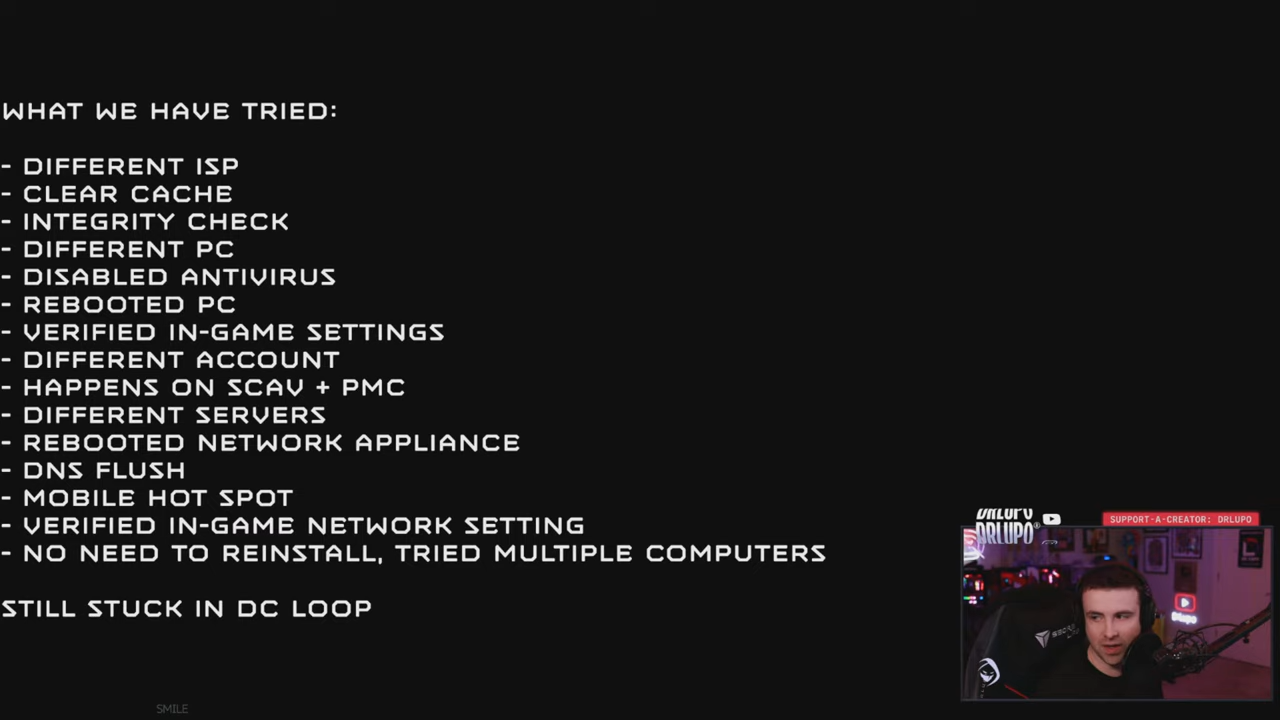 WHAT WE HAVE TRIED:
- DIFFERENT ISP
- CLEAR CACHE
- INTEGRITY CHECK
- DIFFERENT PC
- DISABLED ANTIVIRUS
- REBOOTED PC
- VERIFIED IN-GAME SETTINGS
- DIFFERENT ACCOUNT
- HAPPENS ON SCAV + PMC
- DIFFERENT SERVERS
- REBOOTED NETWORK APPLIANCE
- DNS FLUSH
- MOBILE HOT SPOT
- VERIFIED IN-GAME NETWORK SETTING
- NO NEED TO REINSTALL, TRIED MULTIPLE COMPUTERS
STILL STUCK IN DC LOOP
SMILE
DRLUPO
DRLUPO
SUPPORT-A-CREATOR: DRLUPO
DrLupo